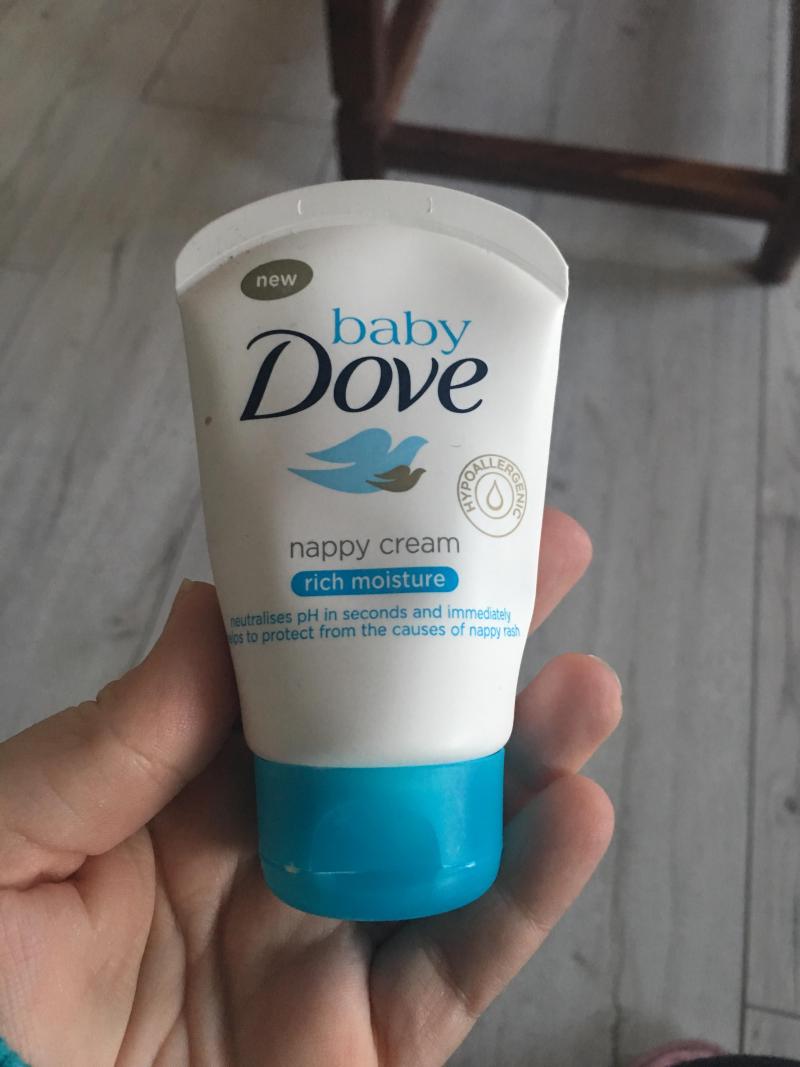 new
baby
Dove
HYPOALLERGENIC
nappy cream
rich moisture
neutralises pH in seconds and immediately
elps to protect from the causes of nappy rash